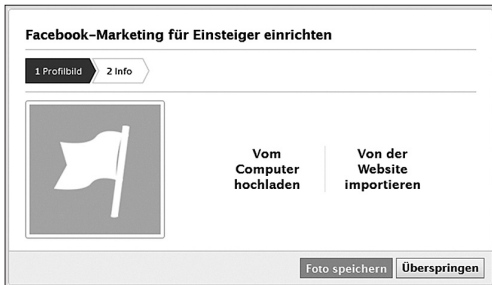 Facebook-Marketing für Einsteiger einrichten
1 Profilbild 2 Info
Vom
Computer
hochladen
Von der
Website
importieren
Foto speichern Überspringen